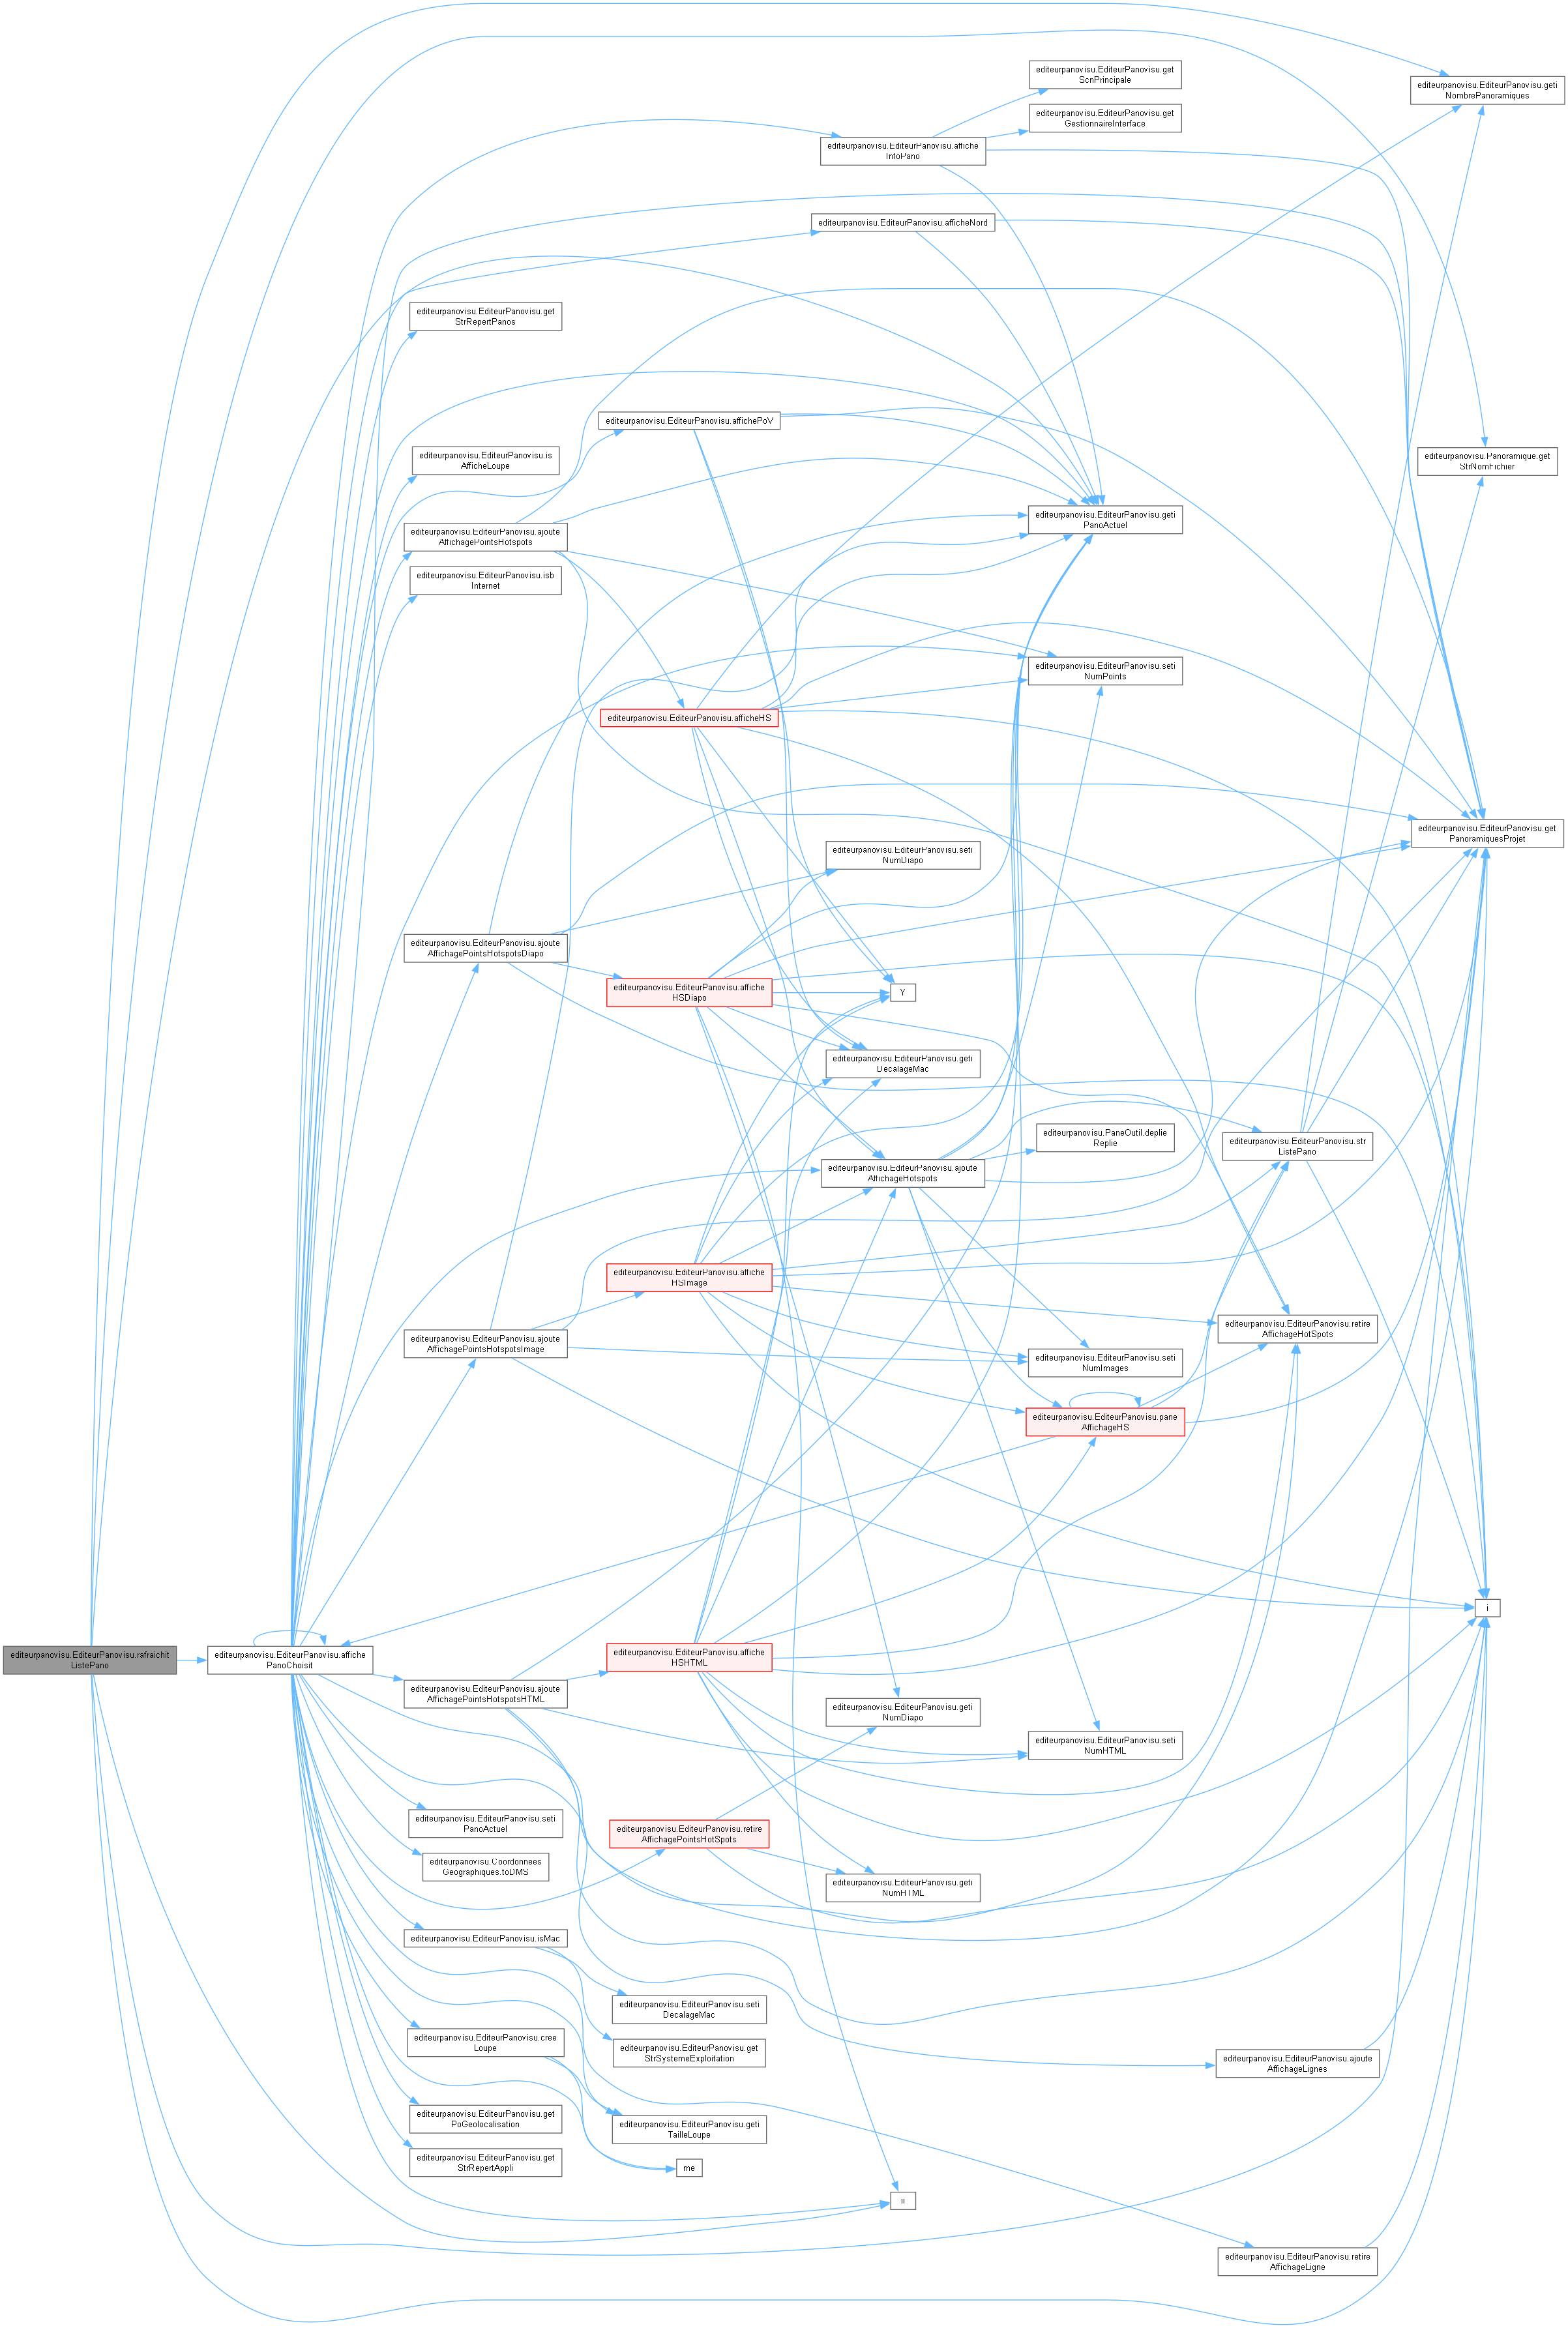 editeurpanovisu.EditeurPanovisu.rafraichit
ListePano
editeurpanovisu.EditeurPanovisu.affiche
PanoChoisit
editeurpanovisu.EditeurPanovisu.get
StrRepertPanos
editeurpanovisu.EditeurPanovisu.is
AfficheLoupe
editeurpanovisu.EditeurPanovisu.ajoute
AffichagePointsHotspots
editeurpanovisu.EditeurPanovisu.isb
Internet
editeurpanovisu.EditeurPanovisu.ajoute
AffichagePointsHotspotsDiapo
editeurpanovisu.EditeurPanovisu.ajoute
AffichagePointsHotspotsImage
editeurpanovisu.EditeurPanovisu.ajoute
AffichagePointsHotspotsHTML
editeurpanovisu.EditeurPanovisu.seti
PanoActuel
editeurpanovisu.Coordonnees
Geographiques.toDMS
editeurpanovisu.EditeurPanovisu.isMac
editeurpanovisu.EditeurPanovisu.cree
Loupe
editeurpanovisu.EditeurPanovisu.get
PoGeolocalisation
editeurpanovisu.EditeurPanovisu.get
StrRepertAppli
editeurpanovisu.EditeurPanovisu.affichePoV
editeurpanovisu.EditeurPanovisu.afficheHS
editeurpanovisu.EditeurPanovisu.affiche
HSDiapo
editeurpanovisu.EditeurPanovisu.affiche
HSImage
editeurpanovisu.EditeurPanovisu.affiche
HSHTML
editeurpanovisu.EditeurPanovisu.retire
AffichagePointsHotSpots
editeurpanovisu.EditeurPanovisu.seti
DecalageMac
editeurpanovisu.EditeurPanovisu.get
StrSystemeExploitation
editeurpanovisu.EditeurPanovisu.geti
TailleLoupe
me
editeurpanovisu.EditeurPanovisu.affiche
InfoPano
editeurpanovisu.EditeurPanovisu.afficheNord
editeurpanovisu.EditeurPanovisu.seti
NumDiapo
Y
editeurpanovisu.EditeurPanovisu.geti
DecalageMac
editeurpanovisu.EditeurPanovisu.ajoute
AffichageHotspots
editeurpanovisu.EditeurPanovisu.geti
NumDiapo
editeurpanovisu.EditeurPanovisu.geti
NumHTML
editeurpanovisu.EditeurPanovisu.get
ScnPrincipale
editeurpanovisu.EditeurPanovisu.get
GestionnaireInterface
editeurpanovisu.EditeurPanovisu.geti
PanoActuel
editeurpanovisu.EditeurPanovisu.seti
NumPoints
editeurpanovisu.PaneOutil.deplie
Replie
editeurpanovisu.EditeurPanovisu.seti
NumImages
editeurpanovisu.EditeurPanovisu.pane
AffichageHS
editeurpanovisu.EditeurPanovisu.seti
NumHTML
editeurpanovisu.EditeurPanovisu.str
ListePano
editeurpanovisu.EditeurPanovisu.retire
AffichageHotSpots
editeurpanovisu.EditeurPanovisu.ajoute
AffichageLignes
editeurpanovisu.EditeurPanovisu.retire
AffichageLigne
editeurpanovisu.EditeurPanovisu.geti
NombrePanoramiques
editeurpanovisu.Panoramique.get
StrNomFichier
editeurpanovisu.EditeurPanovisu.get
PanoramiquesProjet
i